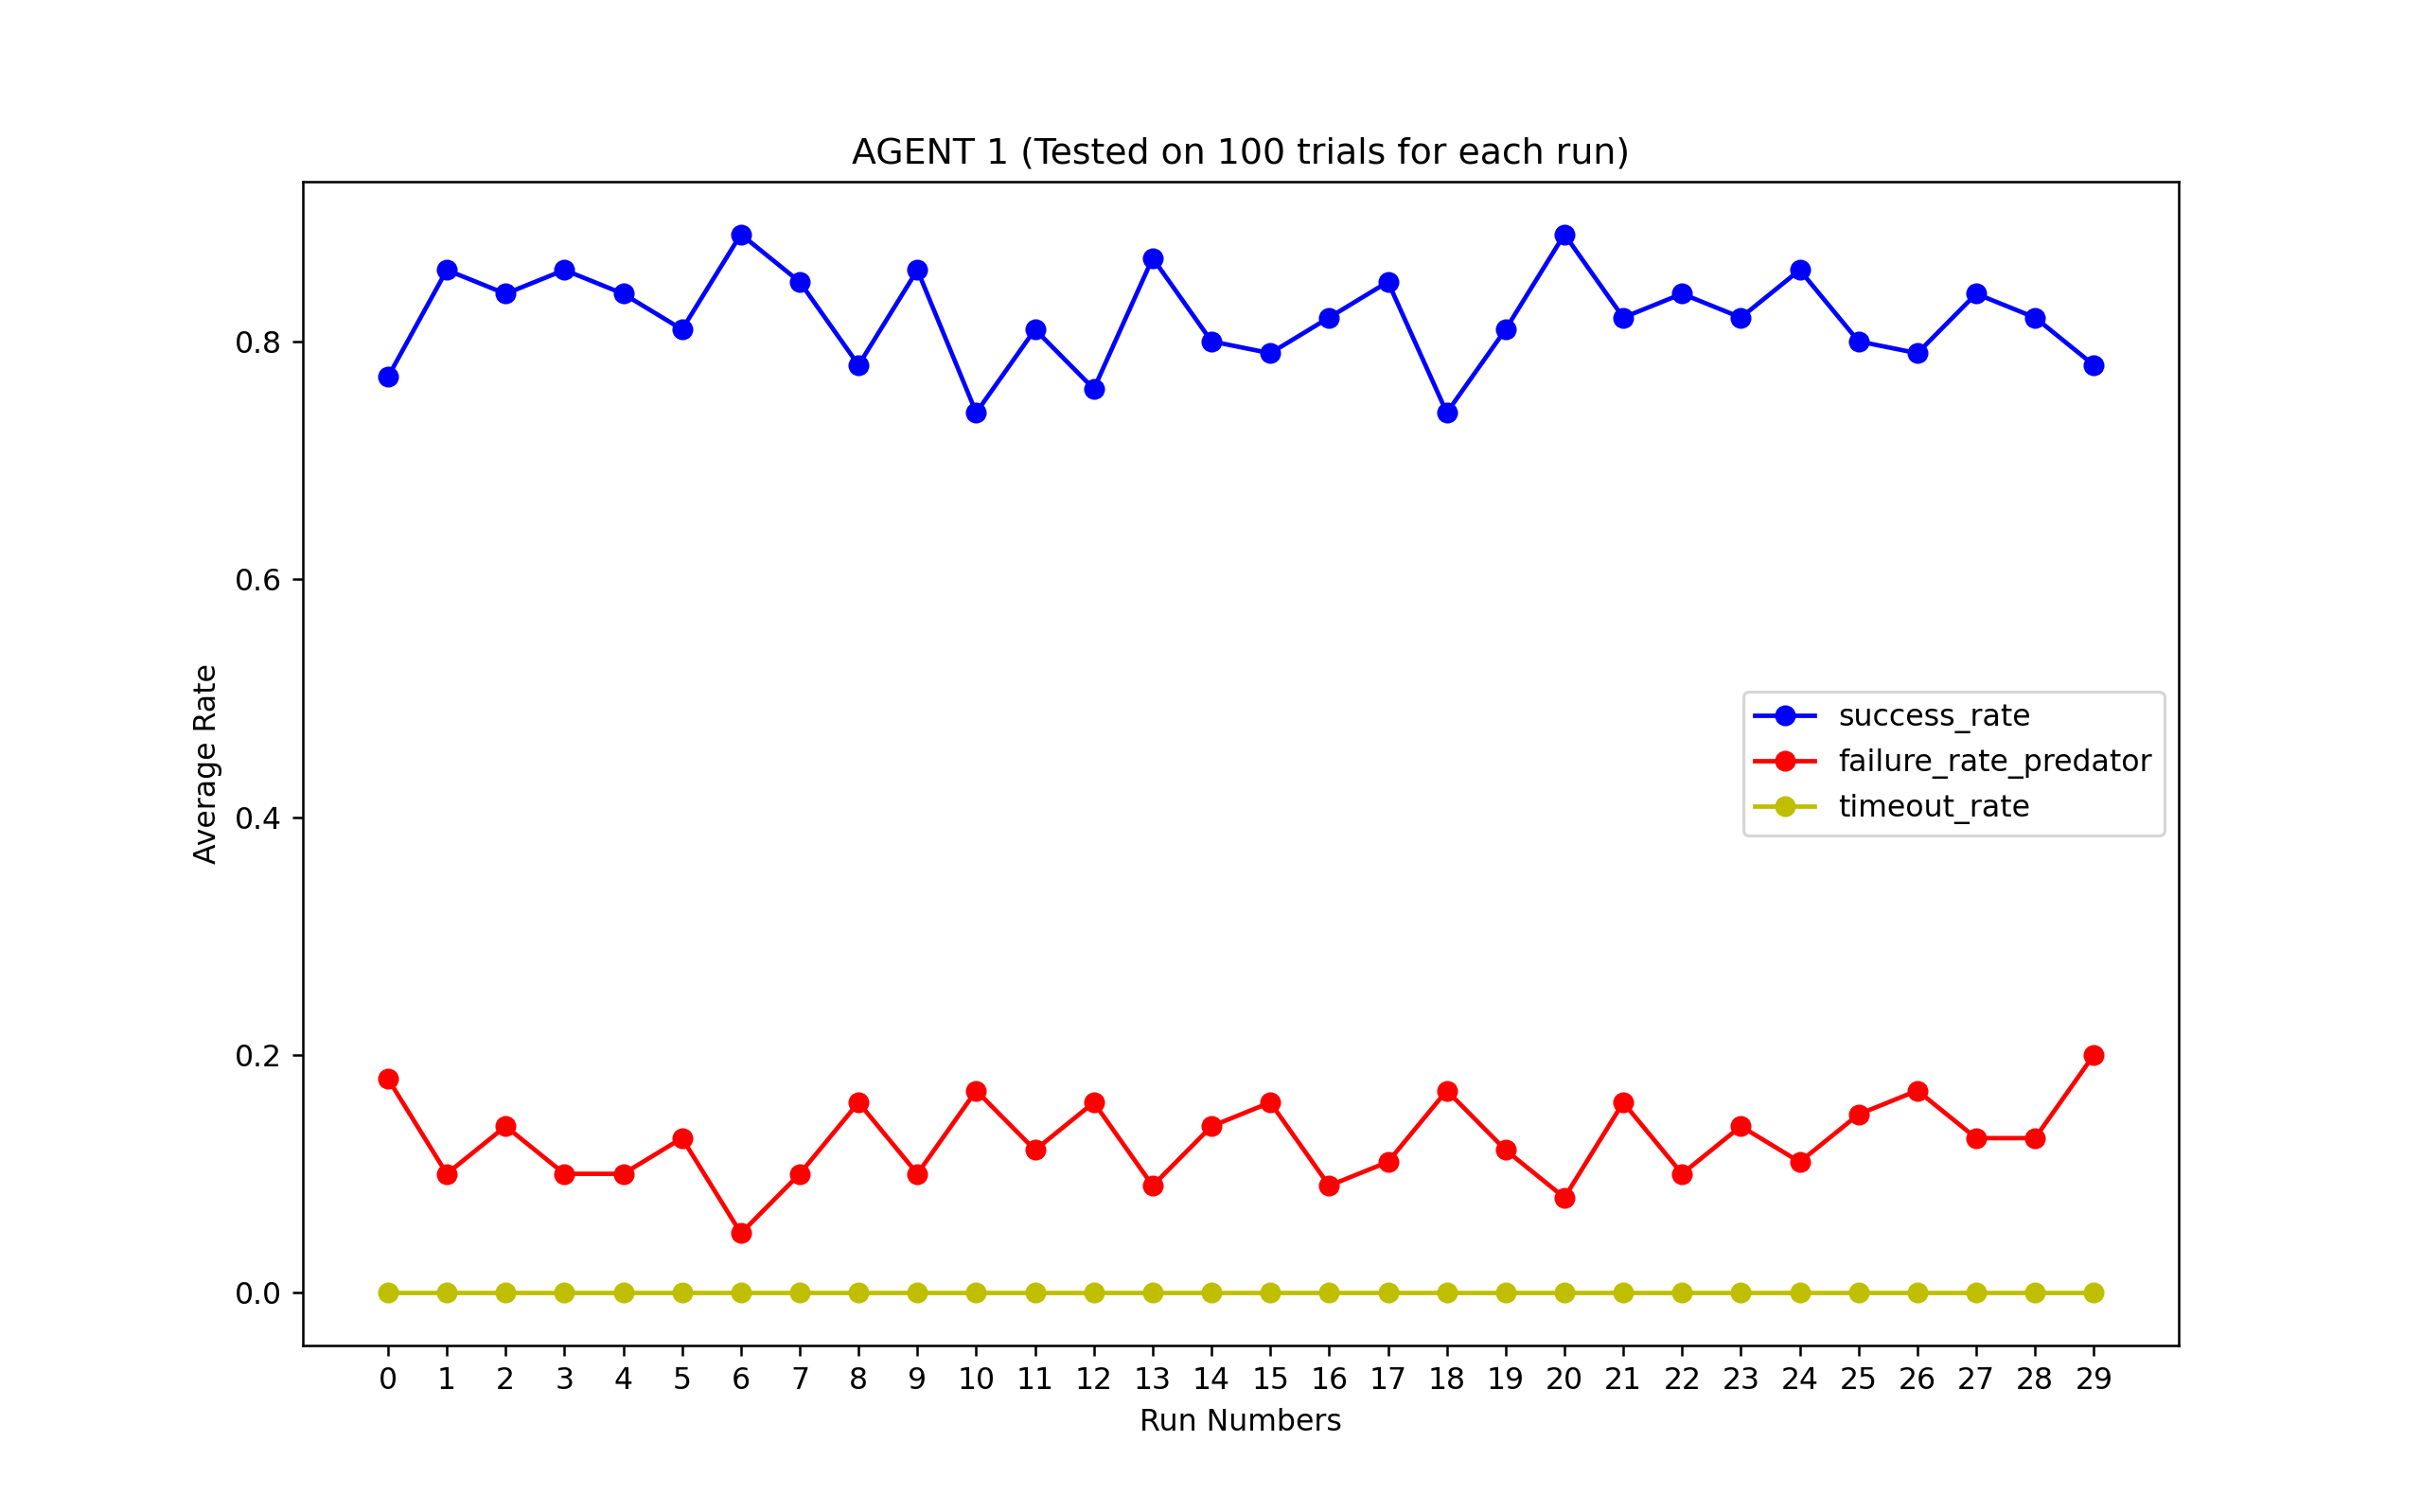 AGENT 1 (Tested on 100 trials for each run)
0.8
0.6
0.4
0.2
0.0
Average Rate
success_rate
failure_rate_predator
timeout_rate
0 1 2 3 4 5 6 7 8 9 10 11 12 13 14 15 16 17 18 19 20 21 22 23 24 25 26 27 28 29
Run Numbers